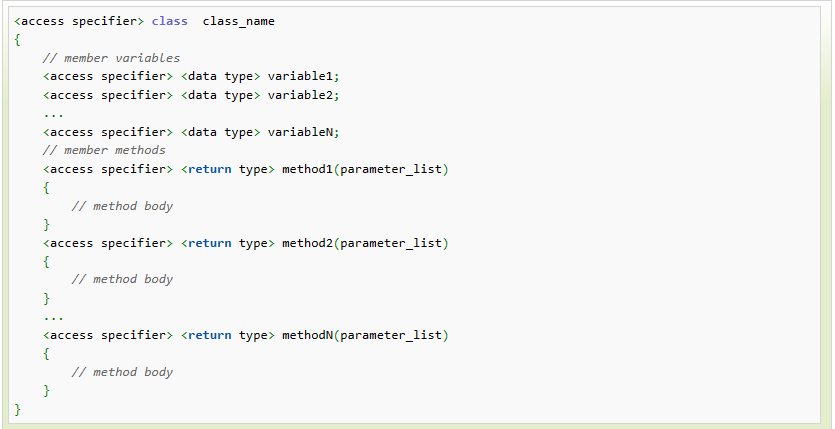 <access specifier> class  class_name
{
    // member variables
    <access specifier> <data type> variable1;
    <access specifier> <data type> variable2;
    ...
    <access specifier> <data type> variableN;
    // member methods
    <access specifier> <return type> method1(parameter_list)
    {
        // method body
    }
    <access specifier> <return type> method2(parameter_list)
    {
        // method body
    }
    ...
    <access specifier> <return type> methodN(parameter_list)
    {
        // method body
    }
}